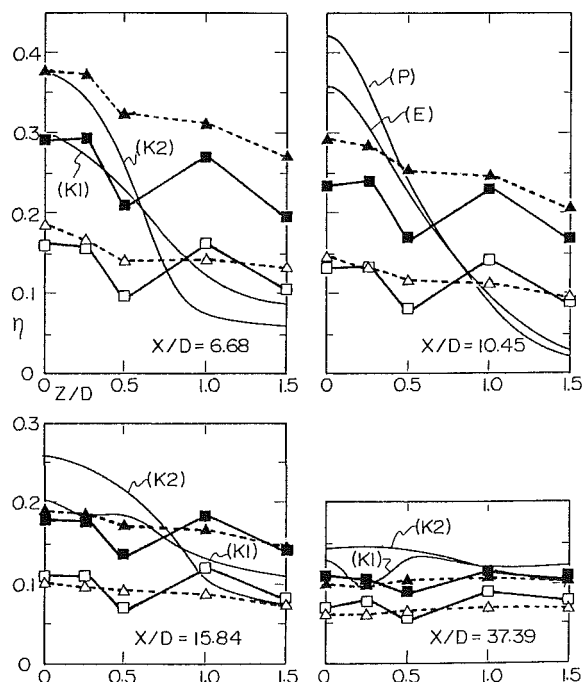 0.4
0.3
0.2
0.1
η
0
(K2)
(K1)
X/D = 6.68
0 0.5 1.0 1.5
Z/D
(P)
(E)
X/D = 10.45
0 0.5 1.0 1.5
0.3
0.2
0.1
0
(K2)
(K1)
X/D = 15.84
0 0.5 1.0 1.5
(K2)
(K1)
X/D = 37.39
0 0.5 1.0 1.5